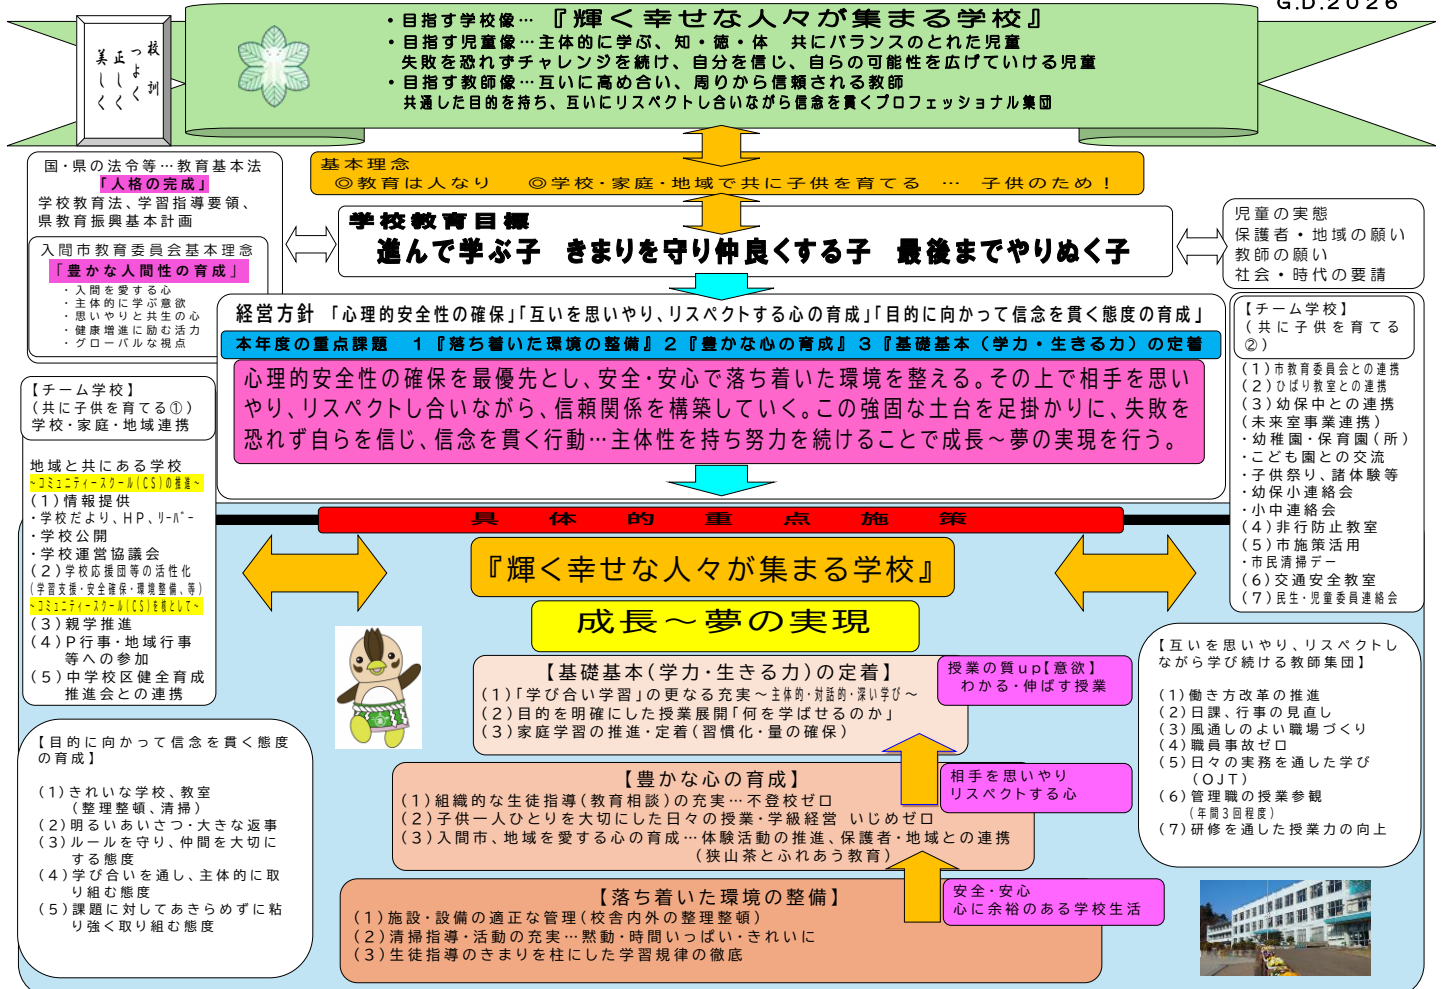 G.D.2026
校訓
つよく
正しく
美しく
・目指す学校像…『輝く幸せな人々が集まる学校』
・目指す児童像…主体的に学ぶ、知・徳・体　共にバランスのとれた児童
失敗を恐れずチャレンジを続け、自分を信じ、自らの可能性を広げていける児童
・目指す教師像…互いに高め合い、周りから信頼される教師
共通した目的を持ち、互いにリスペクトし合いながら信念を貫くプロフェッショナル集団
国・県の法令等…教育基本法
「人格の完成」
学校教育法、学習指導要領、
県教育振興基本計画
入間市教育委員会基本理念
「豊かな人間性の育成」
・入間を愛する心
・主体的に学ぶ意欲
・思いやりと共生の心
・健康増進に励む活力
・グローバルな視点
基本理念
◎教育は人なり　◎学校・家庭・地域で共に子供を育てる　…　子供のため！
学校教育目標
進んで学ぶ子　きまりを守り仲良くする子　最後までやりぬく子
児童の実態
保護者・地域の願い
教師の願い
社会・時代の要請
経営方針　「心理的安全性の確保」「互いを思いやり、リスペクトする心の育成」「目的に向かって信念を貫く態度の育成」
本年度の重点課題　1『落ち着いた環境の整備』2『豊かな心の育成』3『基礎基本（学力・生きる力）の定着
心理的安全性の確保を最優先とし、安全・安心で落ち着いた環境を整える。その上で相手を思い
やり、リスペクトし合いながら、信頼関係を構築していく。この強固な土台を足掛かりに、失敗を
恐れず自らを信じ、信念を貫く行動…主体性を持ち努力を続けることで成長～夢の実現を行う。
【チーム学校】
（共に子供を育てる①）
学校・家庭・地域連携
地域と共にある学校
~コミュニティースクール(CS)の推進~
(1)情報提供
・学校だより、HP、リーバー
・学校公開
・学校運営協議会
(2)学校応援団等の活性化
(学習支援・安全確保・環境整備、等)
~コミュニティースクール(CS)を核として~
(3)親学推進
(4)P行事・地域行事
等への参加
(5)中学校区健全育成
推進会との連携
【チーム学校】
(共に子供を育てる
②)
(1)市教育委員会との連携
(2)ひばり教室との連携
(3)幼保中との連携
(未来室事業連携)
・幼稚園・保育園(所)
・こども園との交流
・子供祭り、諸体験等
・幼保小連絡会
・小中連絡会
(4)非行防止教室
(5)市施策活用
・市民清掃デー
(6)交通安全教室
(7)民生・児童委員連絡会
具体的重点施策
『輝く幸せな人々が集まる学校』
成長～夢の実現
【基礎基本(学力・生きる力)の定着】
(1)「学び合い学習」の更なる充実～主体的・対話的・深い学び～
(2)目的を明確にした授業展開「何を学ばせるのか」
(3)家庭学習の推進・定着(習慣化・量の確保)
授業の質up【意欲】
わかる・伸ばす授業
【豊かな心の育成】
(1)組織的な生徒指導(教育相談)の充実…不登校ゼロ
(2)子供一人ひとりを大切にした日々の授業・学級経営　いじめゼロ
(3)入間市、地域を愛する心の育成…体験活動の推進、保護者・地域との連携
(狭山茶とふれあう教育)
相手を思いやり
リスペクトする心
【落ち着いた環境の整備】
(1)施設・設備の適正な管理(校舎内外の整理整頓)
(2)清掃指導・活動の充実…黙動・時間いっぱい・きれいに
(3)生徒指導のきまりを柱にした学習規律の徹底
安全・安心
心に余裕のある学校生活
【目的に向かって信念を貫く態度
の育成】
(1)きれいな学校、教室
(整理整頓、清掃)
(2)明るいあいさつ・大きな返事
(3)ルールを守り、仲間を大切に
する態度
(4)学び合いを通し、主体的に取
り組む態度
(5)課題に対してあきらめずに粘
り強く取り組む態度
【互いを思いやり、リスペクトし
ながら学び続ける教師集団】
(1)働き方改革の推進
(2)日課、行事の見直し
(3)風通しのよい職場づくり
(4)職員事故ゼロ
(5)日々の実務を通した学び
(OJT)
(6)管理職の授業参観
(年間3回程度)
(7)研修を通した授業力の向上